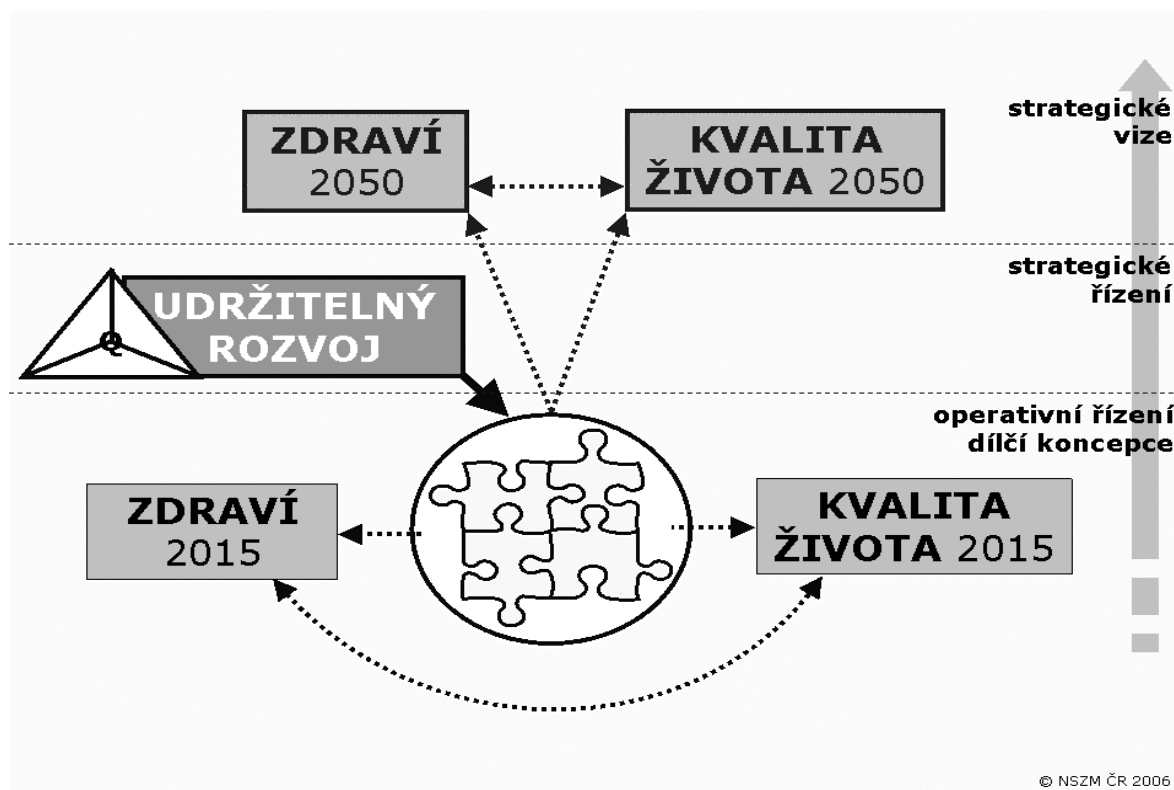 strategické
vize
ZDRAVÍ
2050
KVALITA
ŽIVOTA 2050
strategické
řízení
UDRŽITELNÝ
ROZVOJ
Q
operativní řízení
dílčí koncepce
ZDRAVÍ
2015
KVALITA
ŽIVOTA 2015
© NSZM ČR 2006